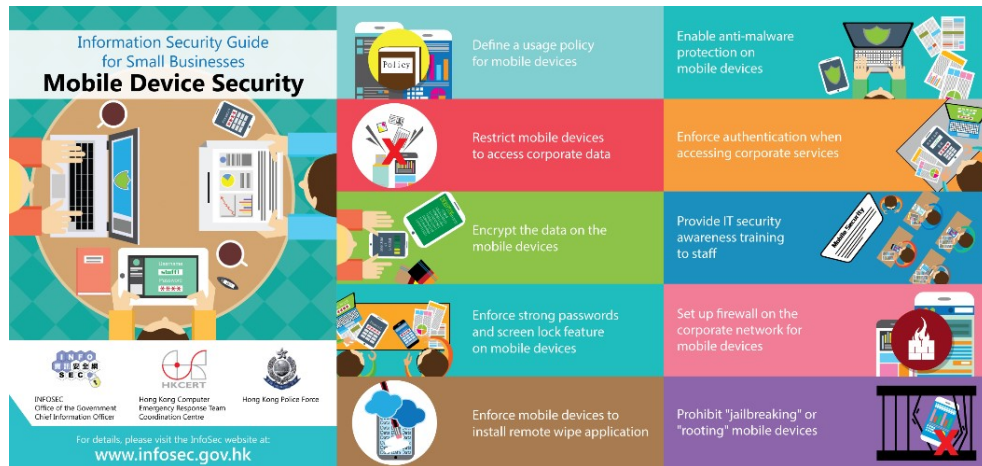 Information Security Guide
for Small Businesses
Mobile Device Security
Username
Password
****
INFO
資訊安全網
SEC
INFOSEC
Office of the Government
Chief Information Officer
HKCERT
Hong Kong Computer
Emergency Response Team
Coordination Centre
Hong Kong Police Force
For details, please visit the InfoSec website at:
www.infosec.gov.hk
Policy
Define a usage policy
for mobile devices
Restrict mobile devices
to access corporate data
Encrypt the data on the
mobile devices
Enforce strong passwords
and screen lock feature
on mobile devices
Enforce mobile devices to
install remote wipe application
Enable anti-malware
protection on
mobile devices
Enforce authentication when
accessing corporate services
Provide IT security
awareness training
to staff
Mobile Security
Set up firewall on the
corporate network for
mobile devices
Prohibit "jailbreaking" or
"rooting" mobile devices